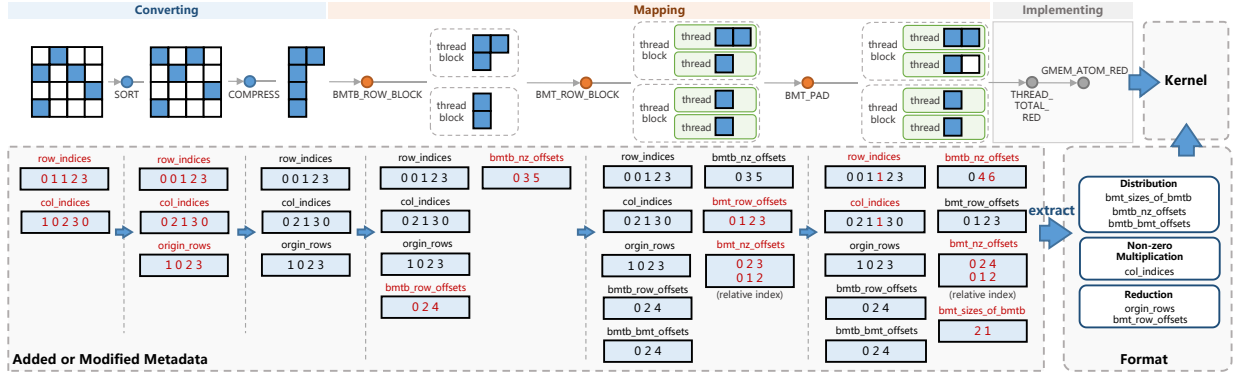 Converting
Mapping
Implementing
SORT
COMPRESS
BMTB_ROW_BLOCK
thread
block
thread
block
BMT_ROW_BLOCK
thread
block
thread
thread
thread
block
thread
thread
BMT_PAD
thread
block
thread
thread
thread
block
thread
thread
THREAD_
TOTAL_
RED
GMEM_ATOM_RED
Kernel
row_indices
0 1 1 2 3
col_indices
1 0 2 3 0
row_indices
0 0 1 2 3
col_indices
0 2 1 3 0
orgin_rows
1 0 2 3
row_indices
0 0 1 2 3
col_indices
0 2 1 3 0
orgin_rows
1 0 2 3
row_indices
0 0 1 2 3
col_indices
0 2 1 3 0
orgin_rows
1 0 2 3
bmtb_row_offsets
0 2 4
bmtb_nz_offsets
0 3 5
row_indices
0 0 1 2 3
col_indices
0 2 1 3 0
orgin_rows
1 0 2 3
bmtb_row_offsets
0 2 4
bmtb_bmt_offsets
0 2 4
bmtb_nz_offsets
0 3 5
bmt_row_offsets
0 1 2 3
bmt_nz_offsets
0 2 3
0 1 2
(relative index)
row_indices
0 0 1 1 2 3
col_indices
0 2 1 1 3 0
orgin_rows
1 0 2 3
bmtb_row_offsets
0 2 4
bmtb_bmt_offsets
0 2 4
bmtb_nz_offsets
0 4 6
bmt_row_offsets
0 1 2 3
bmt_nz_offsets
0 2 4
0 1 2
(relative index)
bmt_sizes_of_bmtb
2 1
Added or Modified Metadata
extract
Distribution
bmt_sizes_of_bmtb
bmtb_nz_offsets
bmtb_bmt_offsets
Non-zero
Multiplication
col_indices
Reduction
orgin_rows
bmt_row_offsets
Format